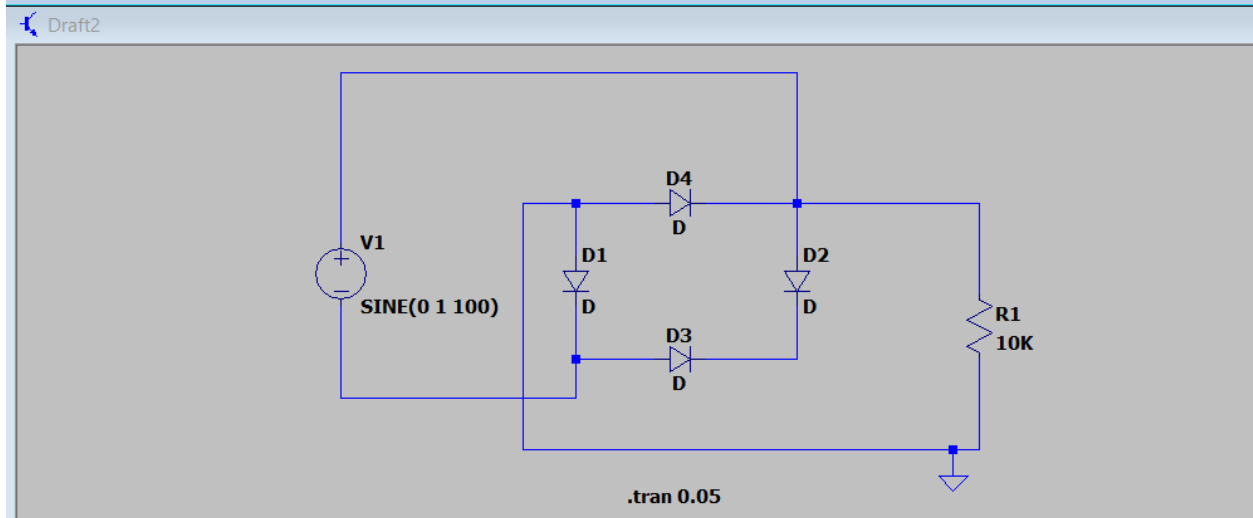 Draft2
D4
D
V1
D1
D2
SINE(0 1 100)
D
D
R1
D3
10K
D
.tran 0.05